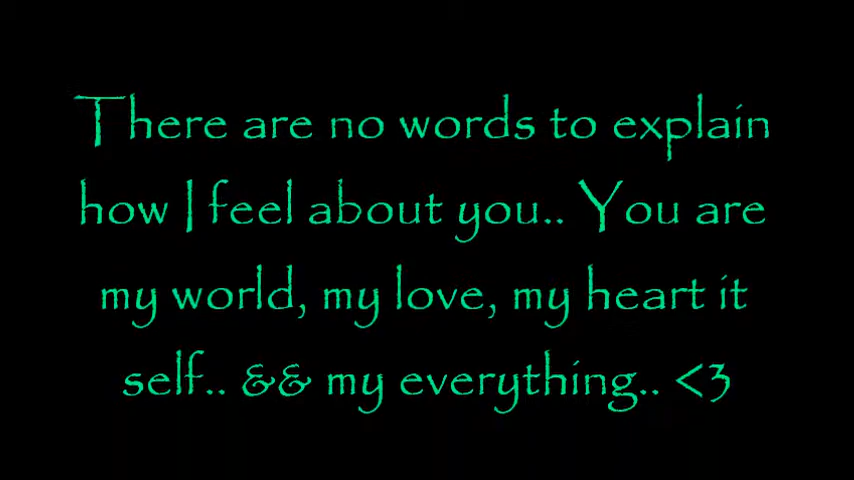 There are no words to explain
how I feel about you.. You are
my world, my love, my heart it
self.. && my everything.. <3